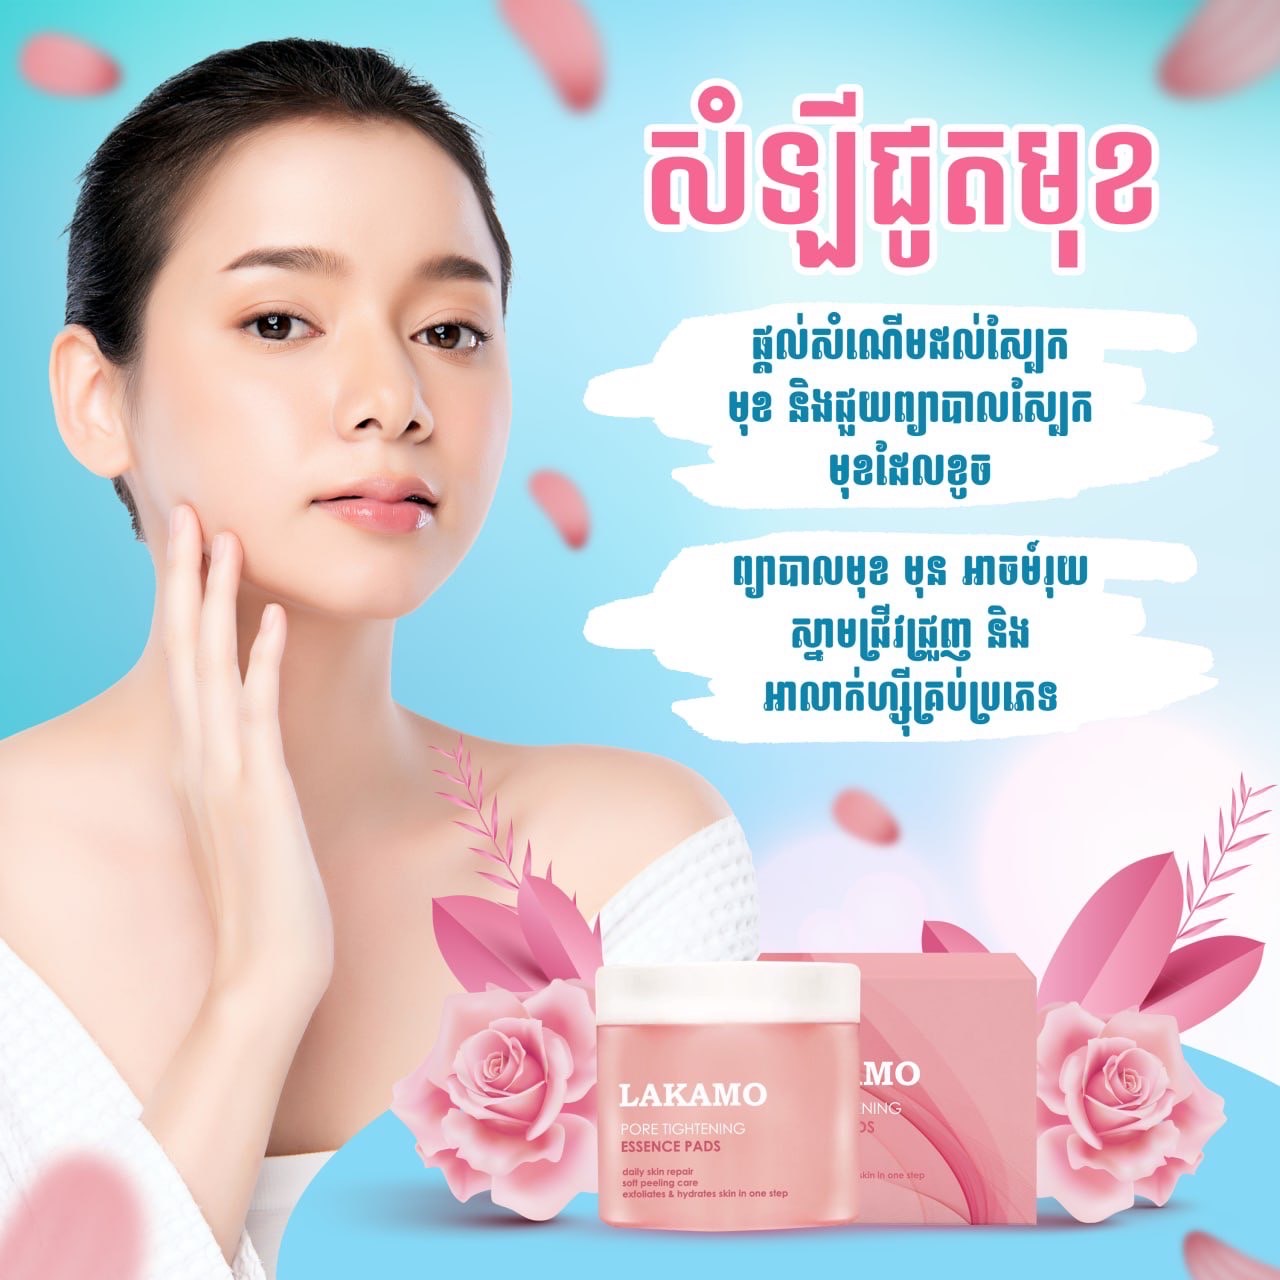 សំឡីជូតមុខ
ផ្តល់សំណើមដល់ស្បែក
មុខ និងជួយព្យាបាលស្បែក
មុខដែលខូច
ព្យាបាលមុខ មុន អាចម៍រុយ
ស្នាមជ្រីវជ្រួញ និង
អាលាក់ហ្ស៊ីគ្រប់ប្រភេទ
LAKAMO
PORE TIGHTENING
ESSENCE PADS
daily skin repair
soft peeling care
exfoliates & hydrates skin in one step
AMO
ENING
DS
skin in one step